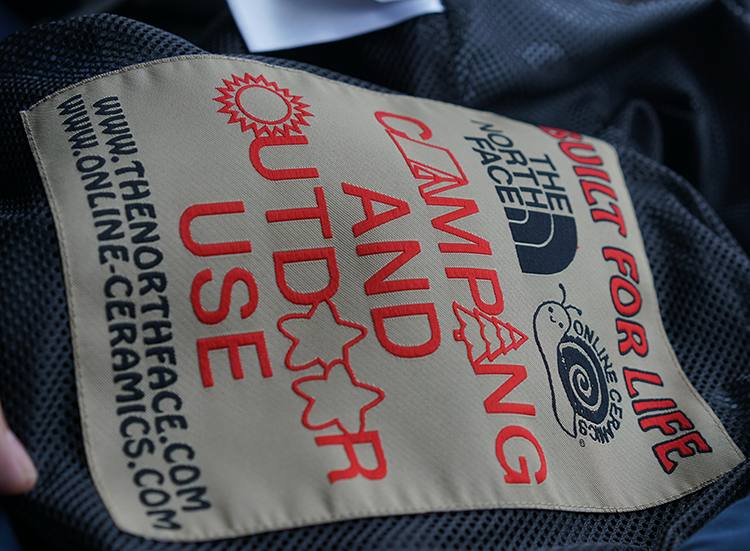 BUILT FOR LIFE
THE
NORTH
FACE
ONLINE CERAMICS ®
CAMPING
AND
OUTDOOR
USE
WWW.THENORTHFACE.COM
WWW.ONLINE-CERAMICS.COM